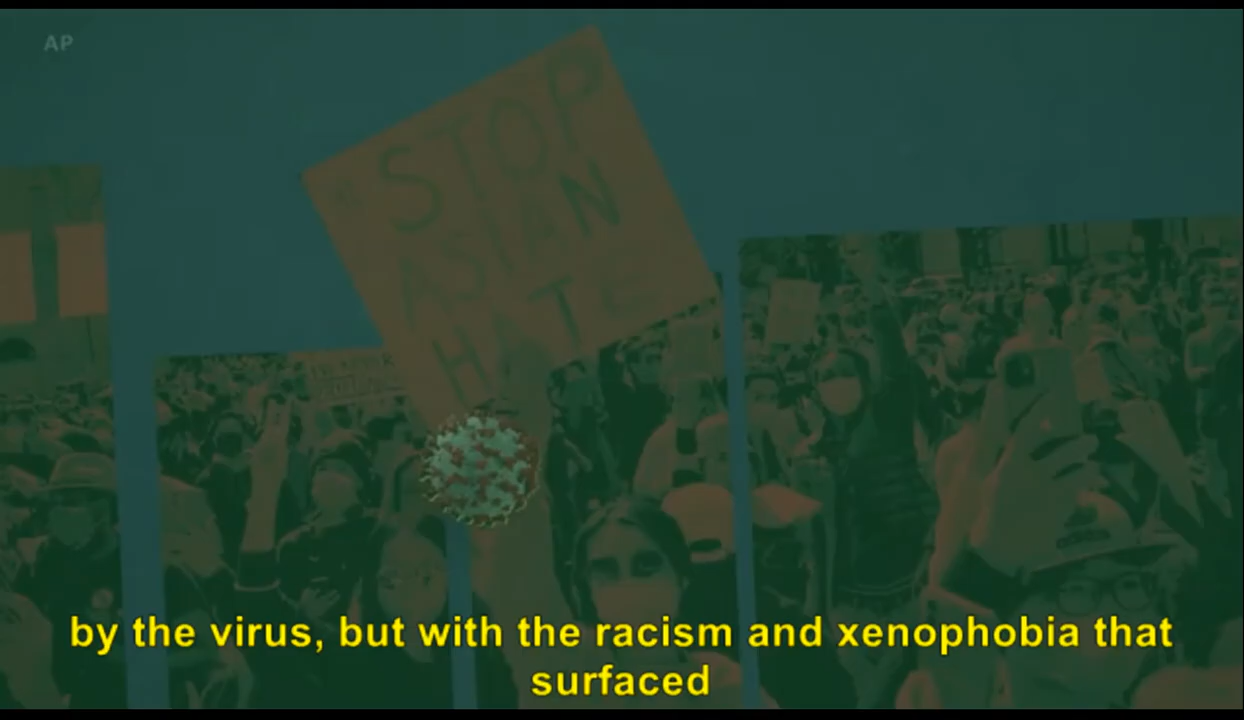 AP
STOP
ASIAN
HATE
by the virus, but with the racism and xenophobia that
surfaced